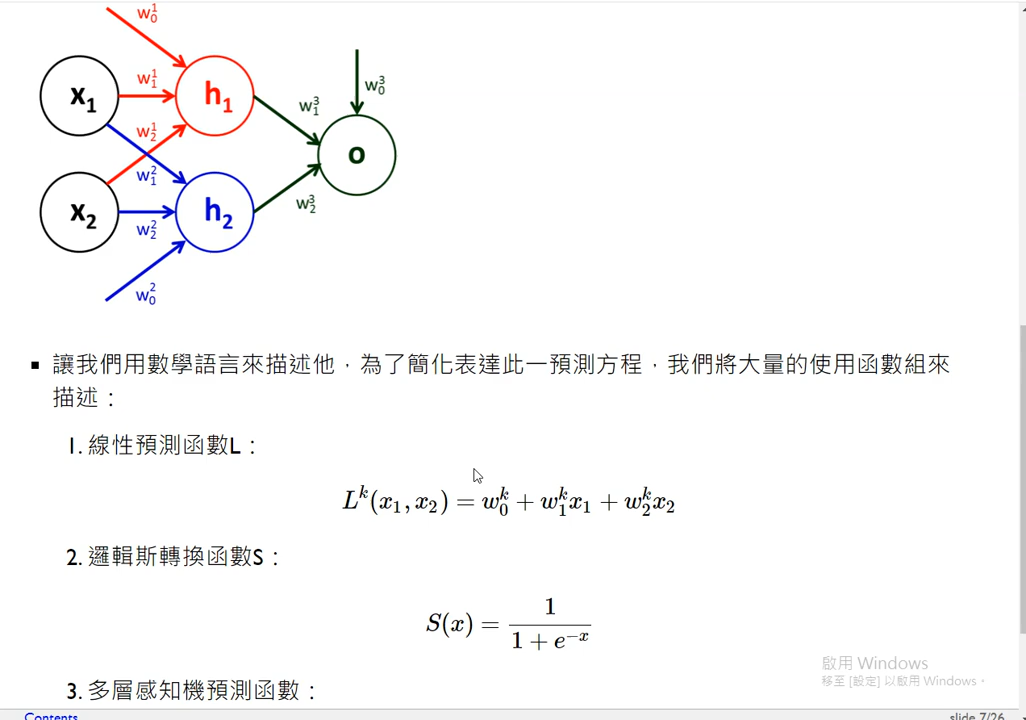 w₀¹
x₁ w₁¹ h₁ w₁³ w₀³
w₂¹
o
w₁²
x₂ w₂² h₂ w₂³
w₀²
▪ 讓我們用數學語言來描述他，為了簡化表達此一預測方程，我們將大量的使用函數組來
描述：
1. 線性預測函數L：
Lᵏ(x₁, x₂) = w₀ᵏ + w₁ᵏx₁ + w₂ᵏx₂
2. 邏輯斯轉換函數S：
S(x) = 1 / (1 + e⁻ˣ)
3. 多層感知機預測函數：
啟用 Windows
移至 [設定] 以啟用 Windows。
Contents
slide 7/26